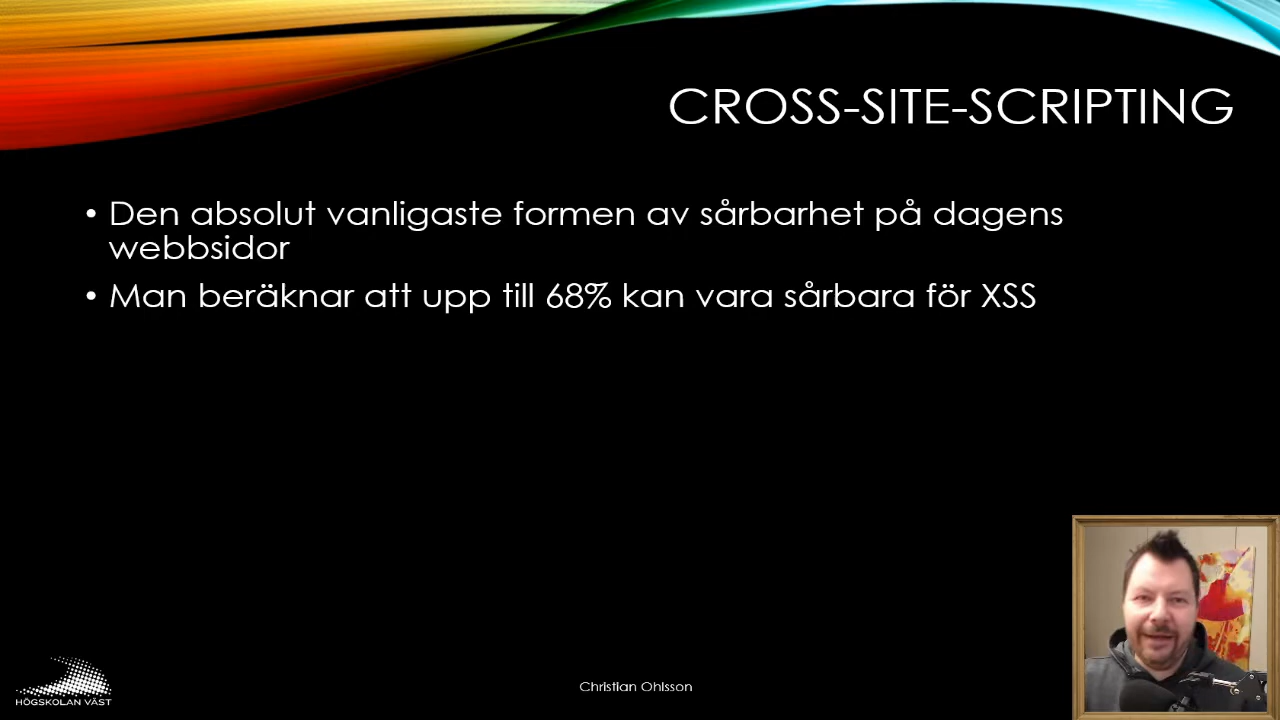 CROSS-SITE-SCRIPTING
• Den absolut vanligaste formen av sårbarhet på dagens
webbsidor
• Man beräknar att upp till 68% kan vara sårbara för XSS
HÖGSKOLAN VÄST
Christian Ohlsson